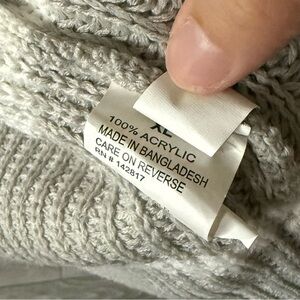 XL
100% ACRYLIC
MADE IN BANGLADESH
CARE ON REVERSE
RN # 142817